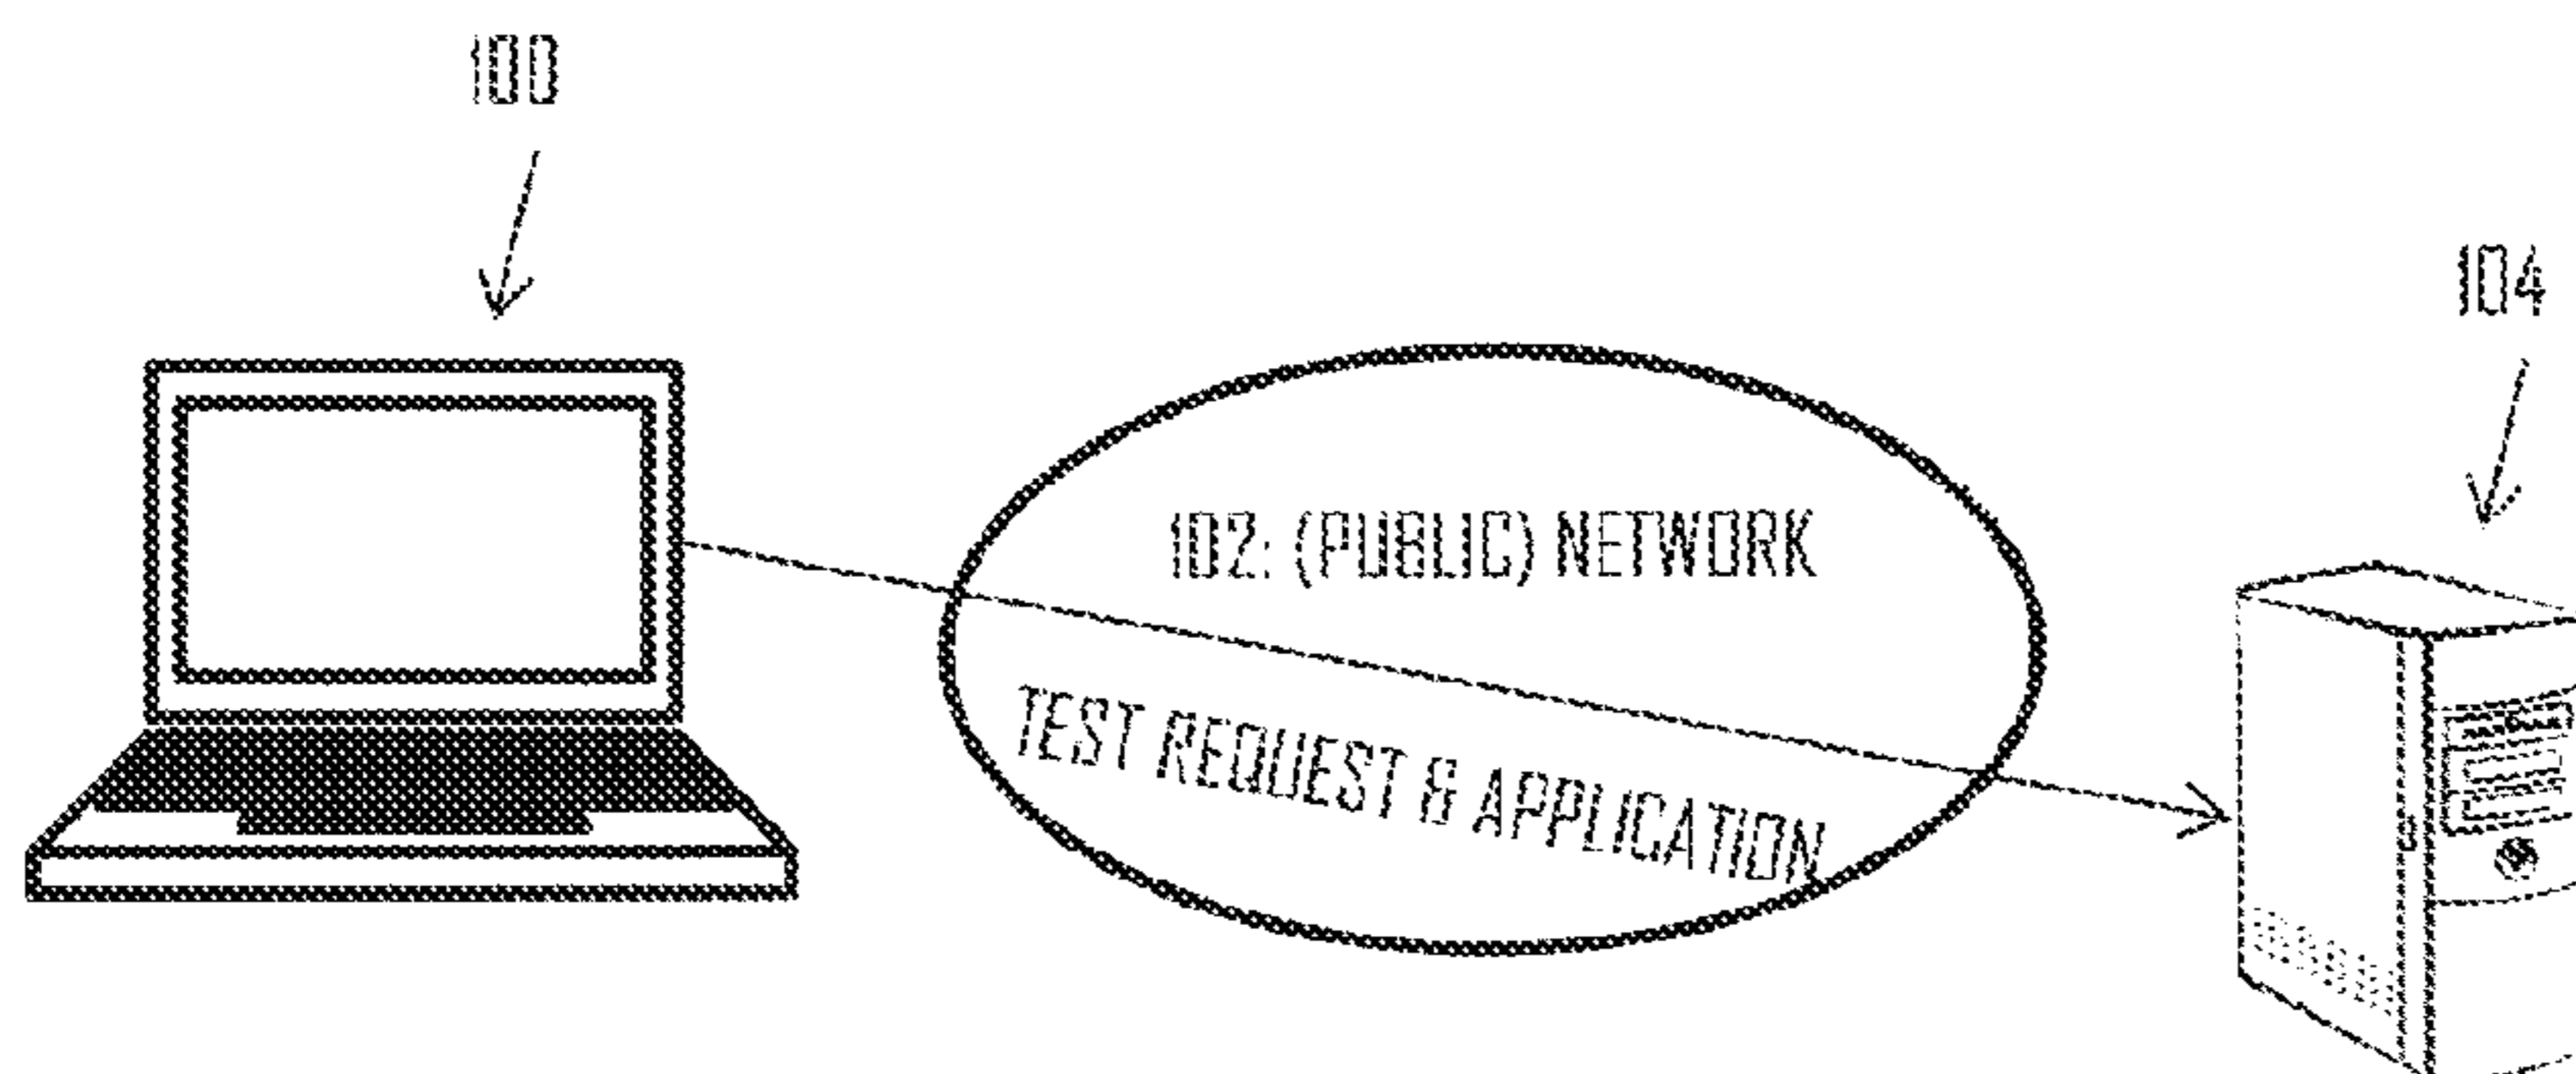 100
104
102: (PUBLIC) NETWORK
TEST REQUEST & APPLICATION